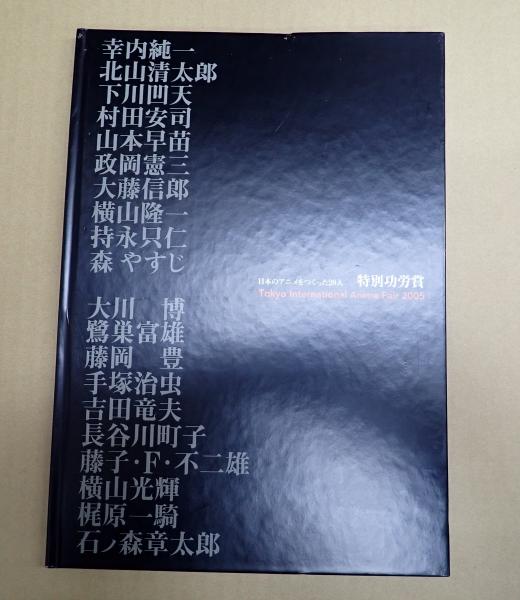 幸内純一
北山清太郎
下川凹天
村田安司
山本早苗
政岡憲三
大藤信郎
横山隆一
持永只仁
森やすじ
日本のアニメをつくった20人 特別功労賞
Tokyo International Anime Fair 2005
大川 博
鷺巣富雄
藤岡 豊
手塚治虫
吉田竜夫
長谷川町子
藤子・F・不二雄
横山光輝
梶原一騎
石ノ森章太郎